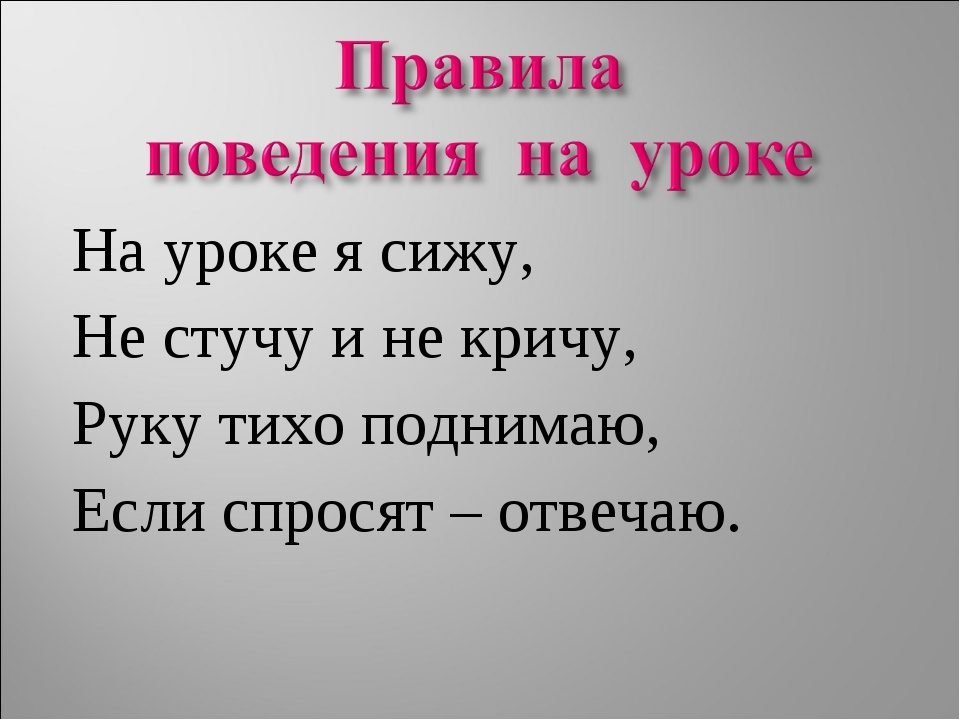 Правила
поведения на уроке
На уроке я сижу,
Не стучу и не кричу,
Руку тихо поднимаю,
Если спросят – отвечаю.